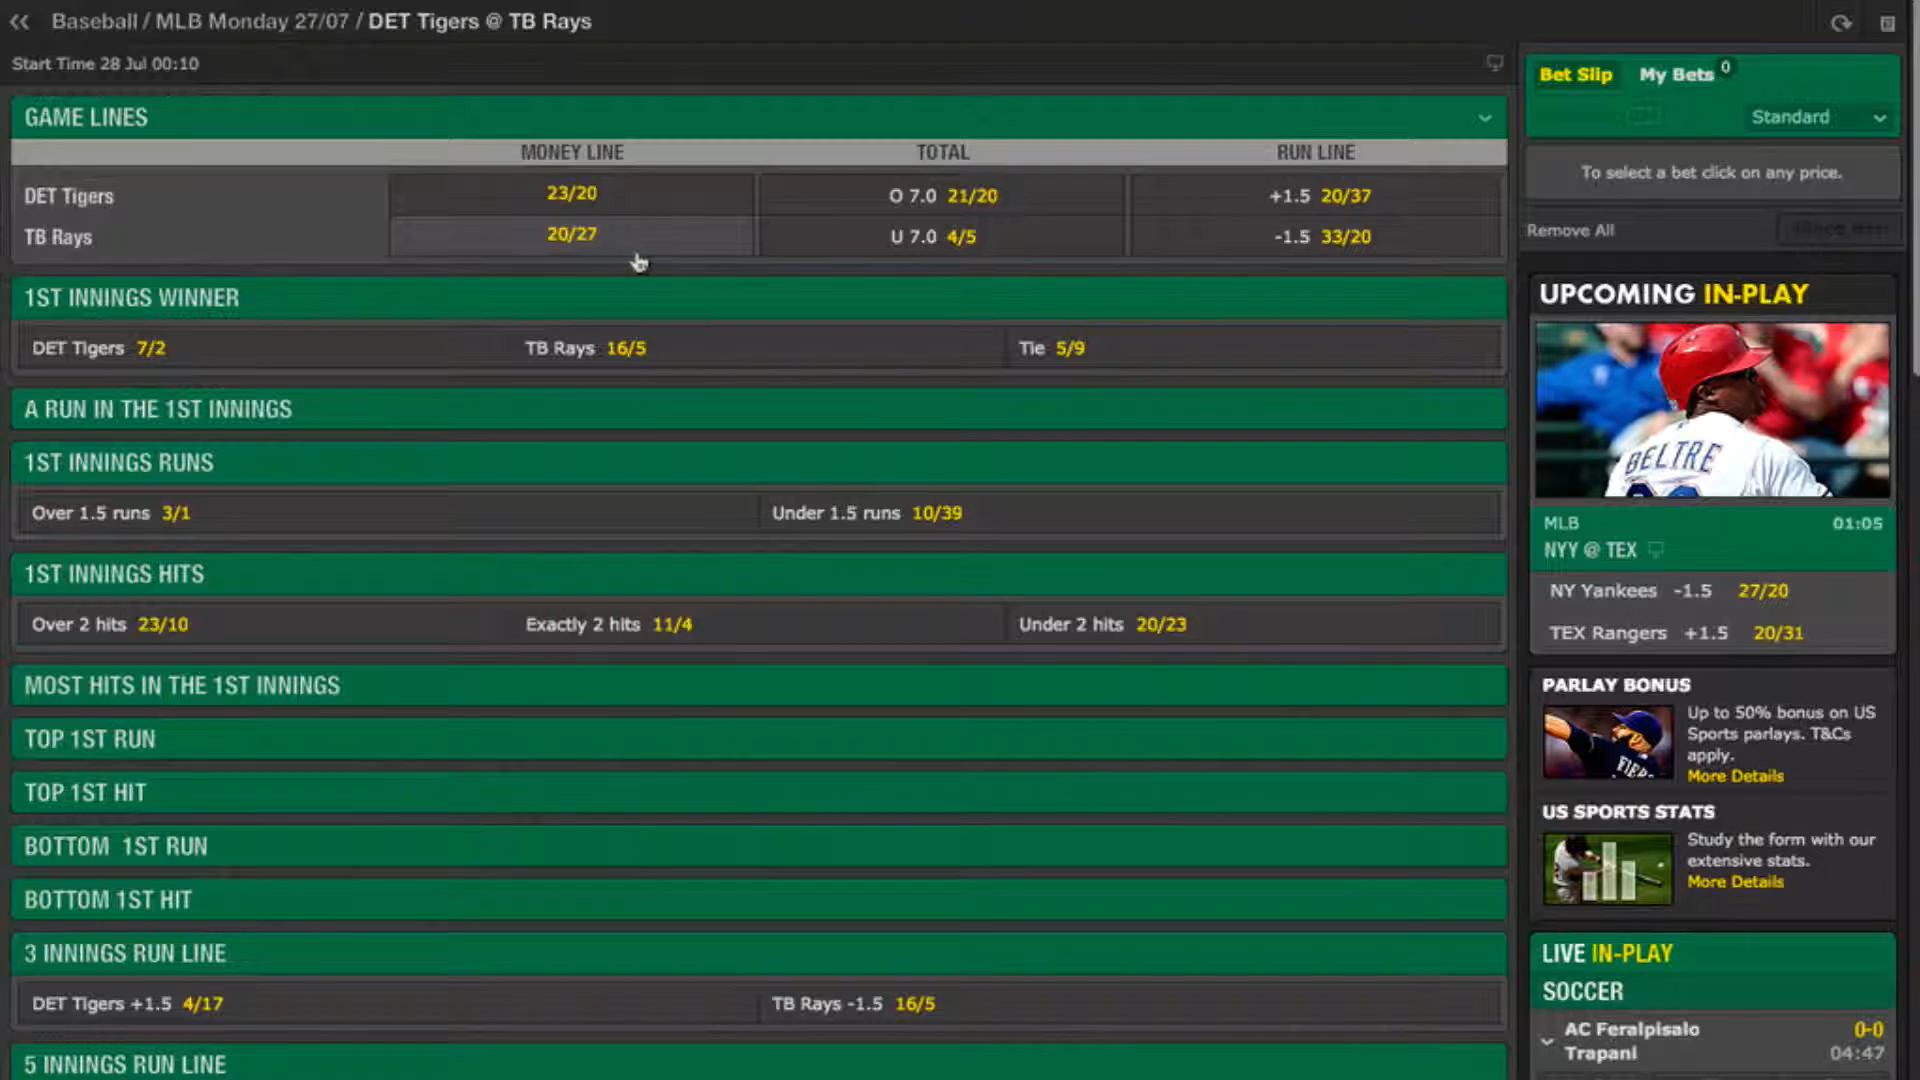 Baseball / MLB Monday 27/07 / DET Tigers @ TB Rays
Start Time 28 Jul 00:10
GAME LINES
MONEY LINE TOTAL RUN LINE
DET Tigers 23/20 O 7.0 21/20 +1.5 20/37
TB Rays 20/27 U 7.0 4/5 -1.5 33/20
1ST INNINGS WINNER
DET Tigers 7/2 TB Rays 16/5 Tie 5/9
A RUN IN THE 1ST INNINGS
1ST INNINGS RUNS
Over 1.5 runs 3/1 Under 1.5 runs 10/39
1ST INNINGS HITS
Over 2 hits 23/10 Exactly 2 hits 11/4 Under 2 hits 20/23
MOST HITS IN THE 1ST INNINGS
TOP 1ST RUN
TOP 1ST HIT
BOTTOM 1ST RUN
BOTTOM 1ST HIT
3 INNINGS RUN LINE
DET Tigers +1.5 4/17 TB Rays -1.5 16/5
5 INNINGS RUN LINE
Bet Slip My Bets 0
Standard
To select a bet click on any price.
Remove All
UPCOMING IN-PLAY
BELTRE
MLB 01:05
NYY @ TEX
NY Yankees -1.5 27/20
TEX Rangers +1.5 20/31
PARLAY BONUS
Up to 50% bonus on US
Sports parlays. T&Cs
apply.
More Details
FIER
US SPORTS STATS
Study the form with our
extensive stats.
More Details
LIVE IN-PLAY
SOCCER
AC Feralpisalo 0-0
Trapani 04:47